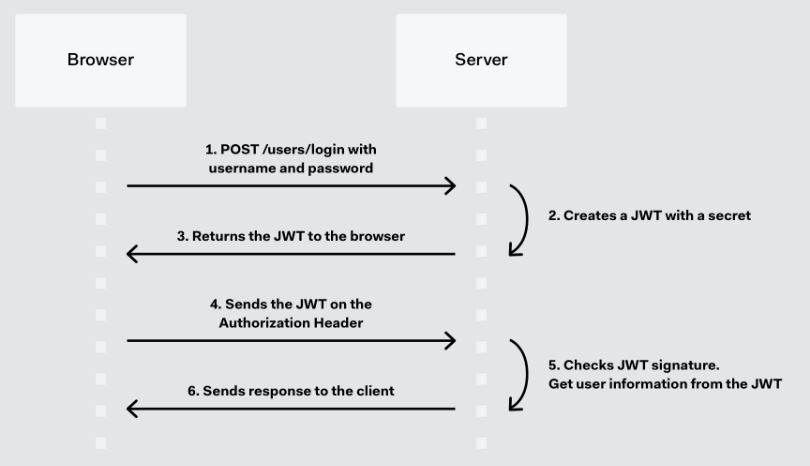 Browser
Server
1. POST /users/login with
username and password
2. Creates a JWT with a secret
3. Returns the JWT to the browser
4. Sends the JWT on the
Authorization Header
5. Checks JWT signature.
Get user information from the JWT
6. Sends response to the client